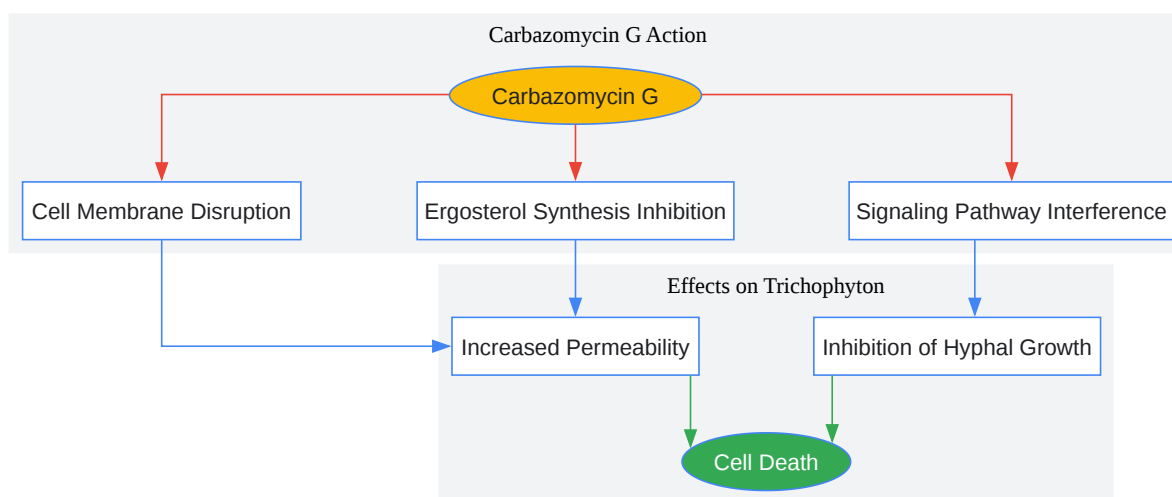 Carbazomycin G Action
Carbazomycin G
Cell Membrane Disruption
Ergosterol Synthesis Inhibition
Signaling Pathway Interference
Effects on Trichophyton
Increased Permeability
Inhibition of Hyphal Growth
Cell Death